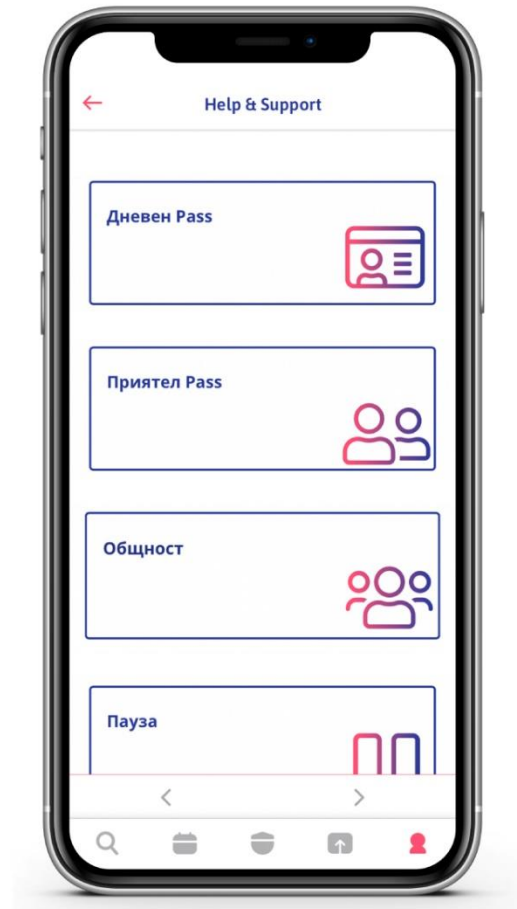 Help & Support
Дневен Pass
Приятел Pass
Общност
Пауза